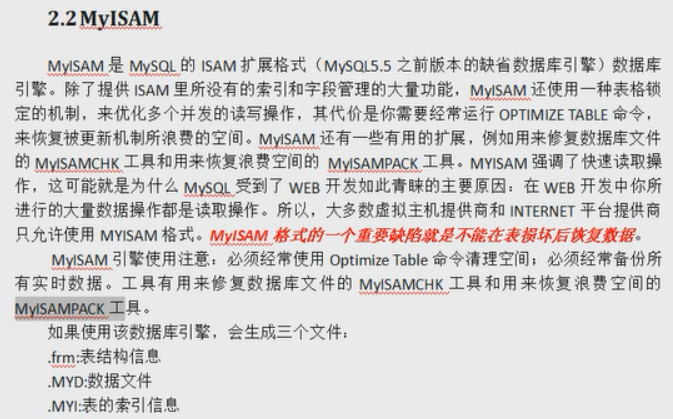 2.2 MyISAM
MyISAM 是 MySQL 的 ISAM 扩展格式（MySQL5.5 之前版本的缺省数据库引擎）数据库
引擎。除了提供 ISAM 里所没有的索引和字段管理的大量功能，MyISAM 还使用一种表格锁
定的机制，来优化多个并发的读写操作，其代价是你需要经常运行 OPTIMIZE TABLE 命令，
来恢复被更新机制所浪费的空间。MyISAM 还有一些有用的扩展，例如用来修复数据库文件
的 MyISAMCHK 工具和用来恢复浪费空间的 MyISAMPACK 工具。MYISAM 强调了快速读取操
作，这可能就是为什么 MySQL 受到了 WEB 开发如此青睐的主要原因：在 WEB 开发中你所
进行的大量数据操作都是读取操作。所以，大多数虚拟主机提供商和 INTERNET 平台提供商
只允许使用 MYISAM 格式。MyISAM 格式的一个重要缺陷就是不能在表损坏后恢复数据。
MyISAM 引擎使用注意：必须经常使用 Optimize Table 命令清理空间；必须经常备份所
有实时数据。工具有用来修复数据库文件的 MyISAMCHK 工具和用来恢复浪费空间的
MyISAMPACK 工具。
如果使用该数据库引擎，会生成三个文件：
.frm:表结构信息
.MYD:数据文件
.MYI:表的索引信息